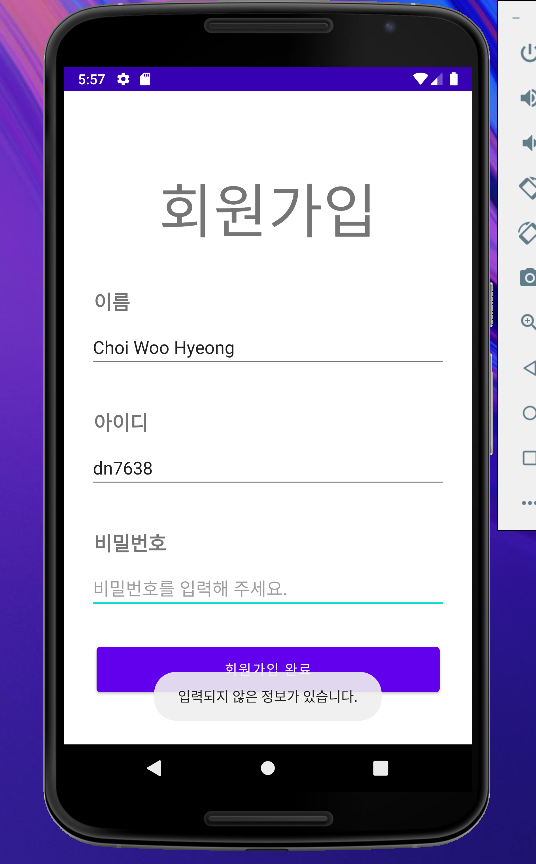 5:57
회원가입
이름
Choi Woo Hyeong
아이디
dn7638
비밀번호
비밀번호를 입력해 주세요.
회원가입 완료
입력되지 않은 정보가 있습니다.